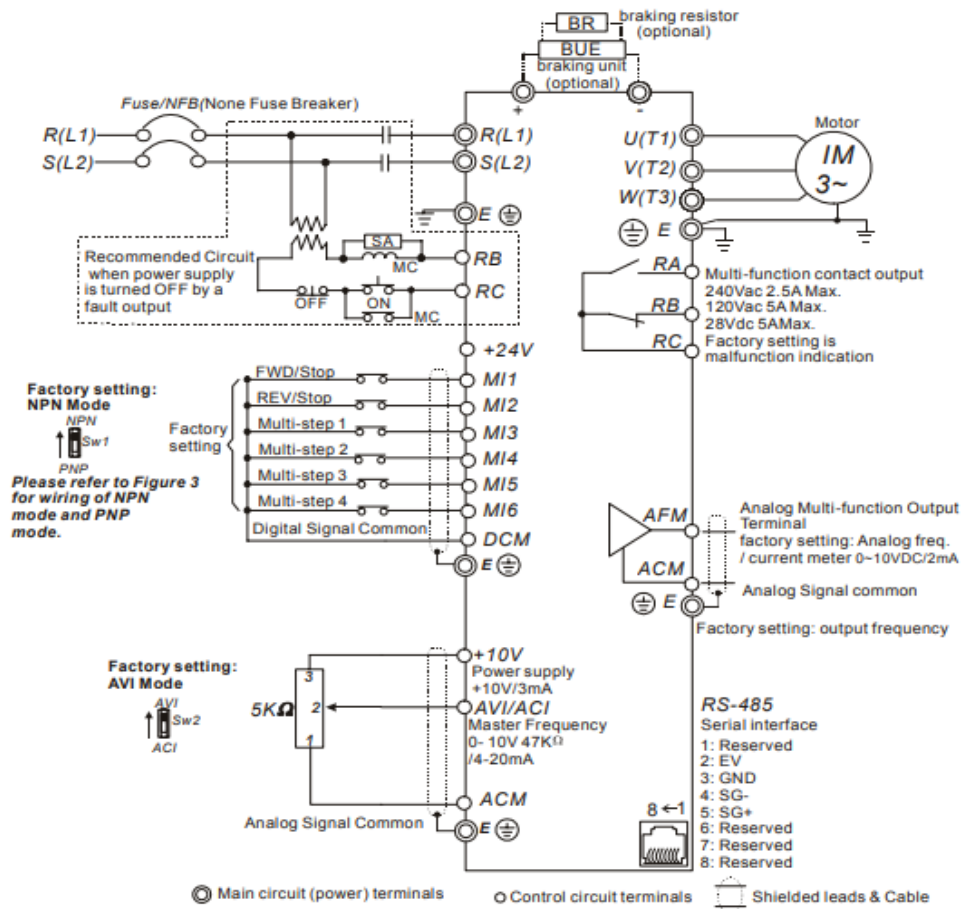 BR
braking resistor
(optional)
BUE
braking unit
(optional)
+
-
Fuse/NFB(None Fuse Breaker)
R(L1)
S(L2)
R(L1)
S(L2)
E
Recommended Circuit
when power supply
is turned OFF by a
fault output
SA
MC
OFF
ON
MC
RB
RC
U(T1)
V(T2)
W(T3)
E
Motor
IM
3~
RA
RB
RC
Multi-function contact output
240Vac 2.5A Max.
120Vac 5A Max.
28Vdc 5AMax.
Factory setting is
malfunction indication
+24V
Factory setting:
NPN Mode
NPN
Sw1
PNP
Please refer to Figure 3
for wiring of NPN
mode and PNP
mode.
Factory
setting
FWD/Stop
REV/Stop
Multi-step 1
Multi-step 2
Multi-step 3
Multi-step 4
Digital Signal Common
MI1
MI2
MI3
MI4
MI5
MI6
DCM
E
AFM
ACM
E
Analog Multi-function Output
Terminal
factory setting: Analog freq.
/ current meter 0~10VDC/2mA
Analog Signal common
Factory setting: output frequency
Factory setting:
AVI Mode
AVI
Sw2
ACI
5KΩ
3
2
1
+10V
Power supply
+10V/3mA
AVI/ACI
Master Frequency
0- 10V 47KΩ
/4-20mA
ACM
Analog Signal Common
E
RS-485
Serial interface
1: Reserved
2: EV
3: GND
4: SG-
5: SG+
6: Reserved
7: Reserved
8: Reserved
8←1
Main circuit (power) terminals
Control circuit terminals
Shielded leads & Cable